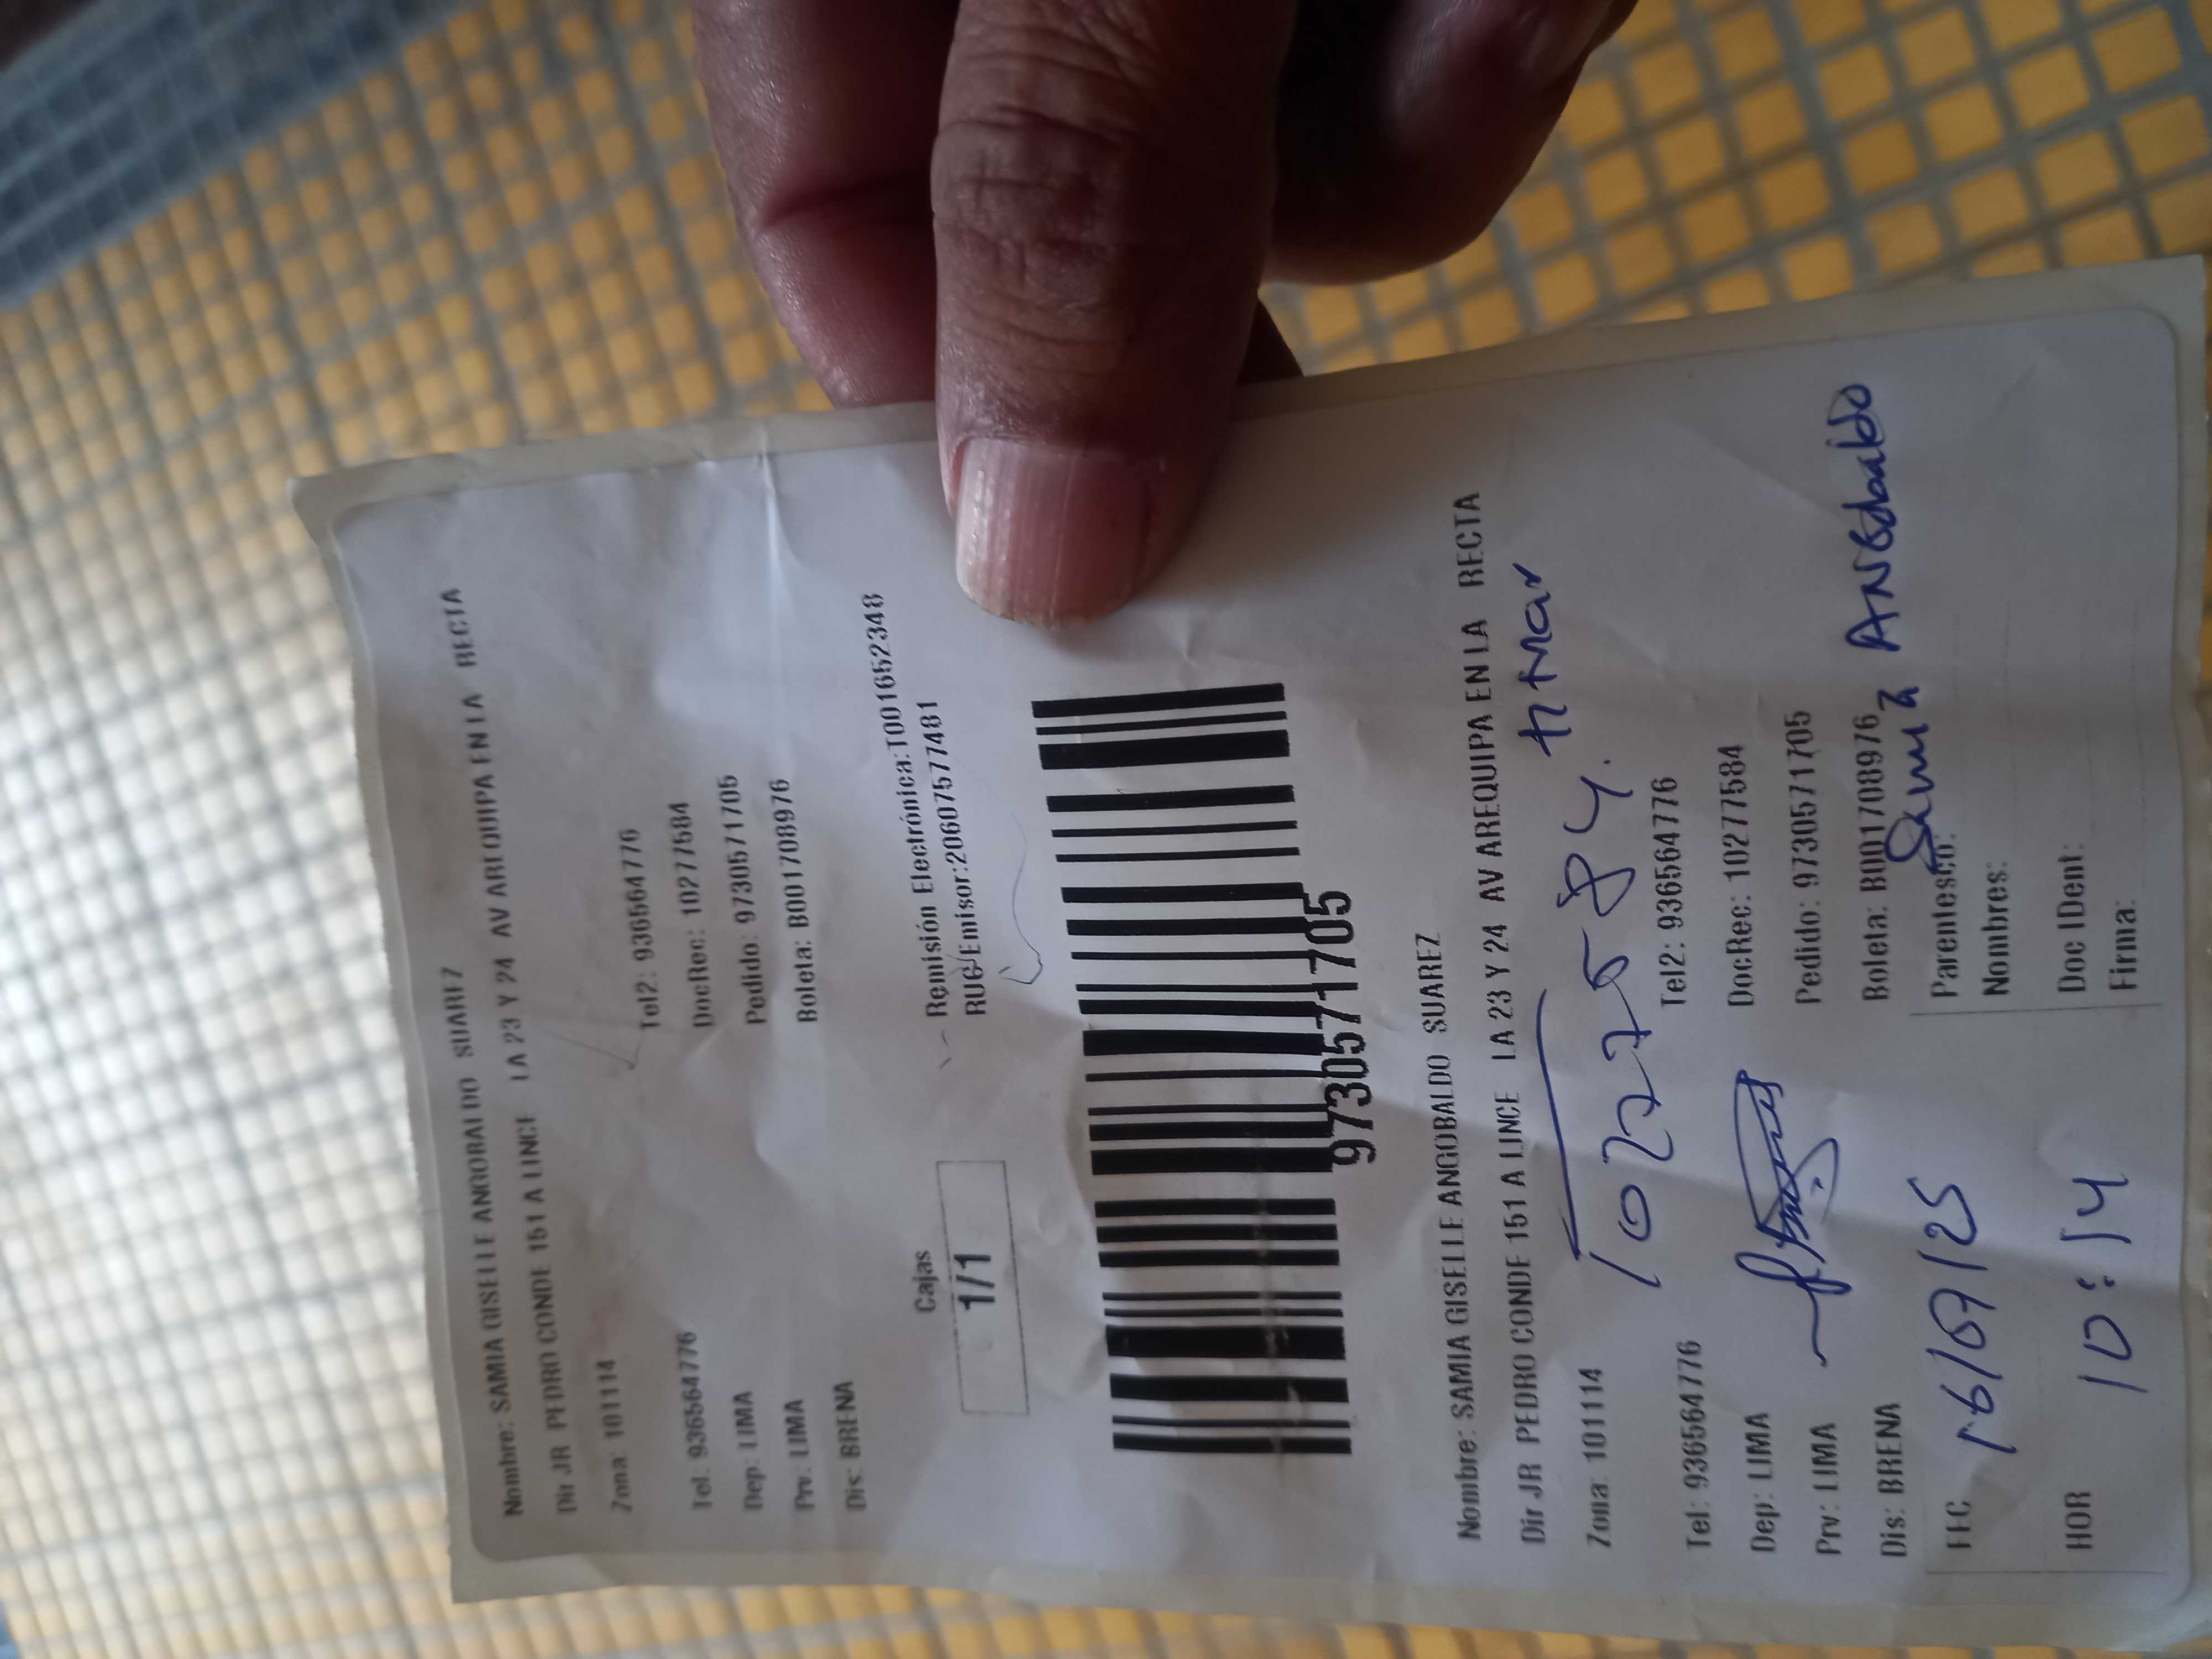 Nombre: SAMIA GISELLE ANGOBALDO SUAREZ
Dir JR PEDRO CONDE 151 A LINCE LA 23 Y 24 AV AREQUIPA EN LA RECTA
Zona: 101114
Tel: 936564776 Tel2: 936564776
Dep: LIMA DocRec: 10277584
Prv: LIMA Pedido: 9730571705
Dis: BRENA Boleta: B001708976
Cajas Remisión Electrónica:T001652348
1/1 RUC Emisor:20607577481
9730571705
Nombre: SAMIA GISELLE ANGOBALDO SUAREZ
Dir JR PEDRO CONDE 151 A LINCE LA 23 Y 24 AV AREQUIPA EN LA RECTA
Zona: 101114 10277584.
Tel: 936564776 Tel2: 936564776
Dep: LIMA DocRec: 10277584
Prv: LIMA Pedido: 9730571705
Dis: BRENA Boleta: B001708976
FEC 16/07/25 Parentesco: Samia ANGobaldo
Nombres:
HOR 10:14 Doc IDent:
Firma: